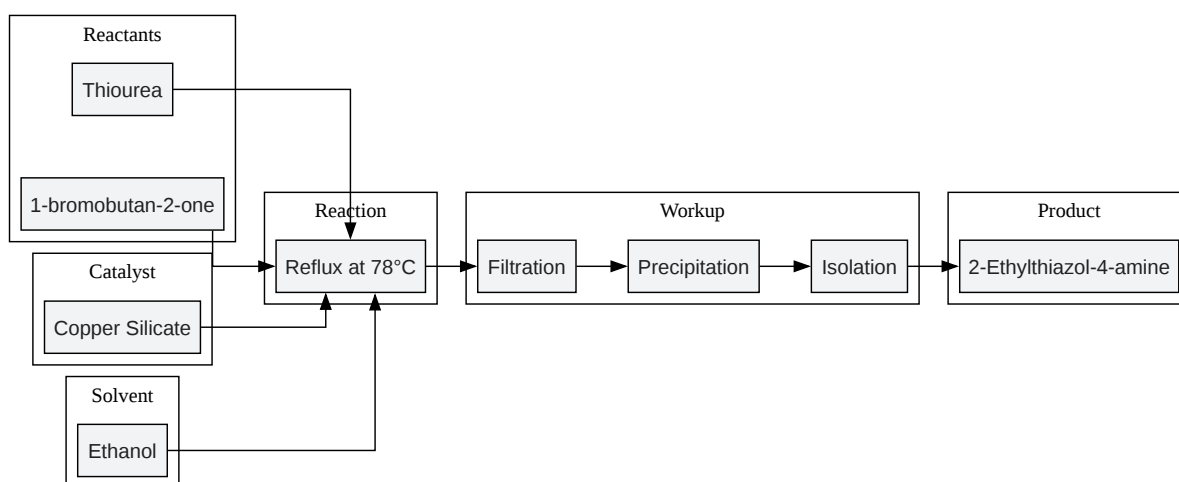 Reactants
Thiourea
1-bromobutan-2-one
Catalyst
Copper Silicate
Solvent
Ethanol
Reaction
Reflux at 78°C
Workup
Filtration
Precipitation
Isolation
Product
2-Ethylthiazol-4-amine